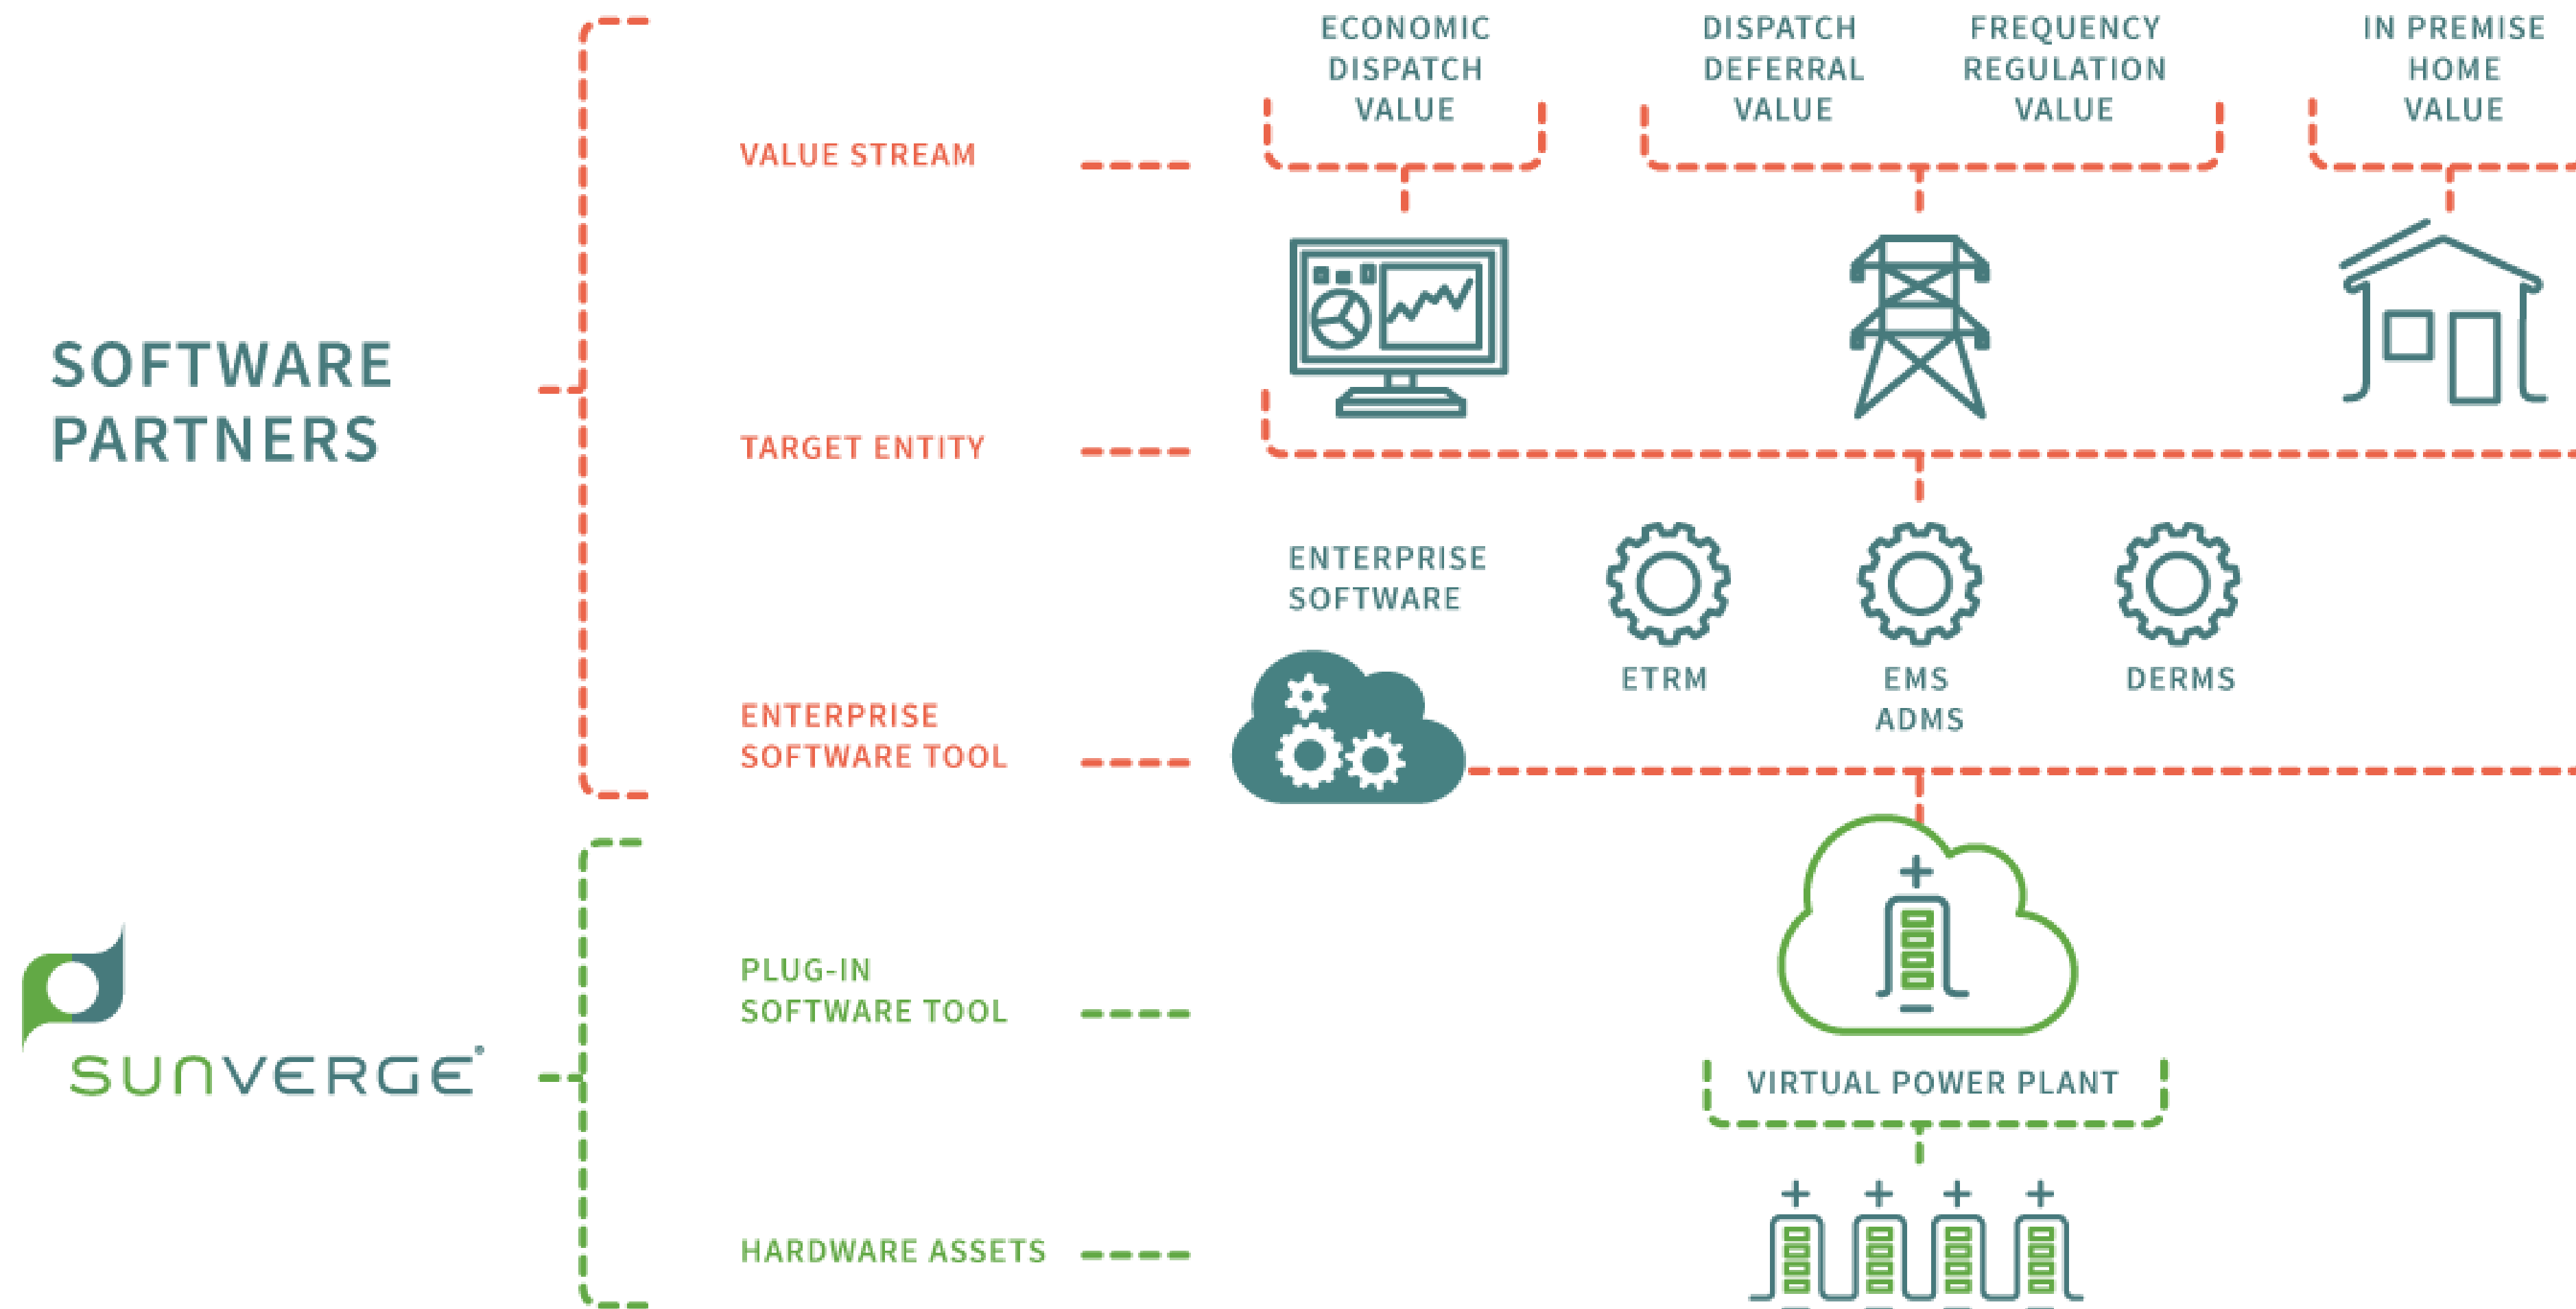 ECONOMIC
DISPATCH
VALUE
DISPATCH
DEFERRAL
VALUE
FREQUENCY
REGULATION
VALUE
IN PREMISE
HOME
VALUE
VALUE STREAM
SOFTWARE
PARTNERS
TARGET ENTITY
ENTERPRISE
SOFTWARE
ETRM
EMS
ADMS
DERMS
ENTERPRISE
SOFTWARE TOOL
PLUG-IN
SOFTWARE TOOL
SUNVERGE
VIRTUAL POWER PLANT
HARDWARE ASSETS